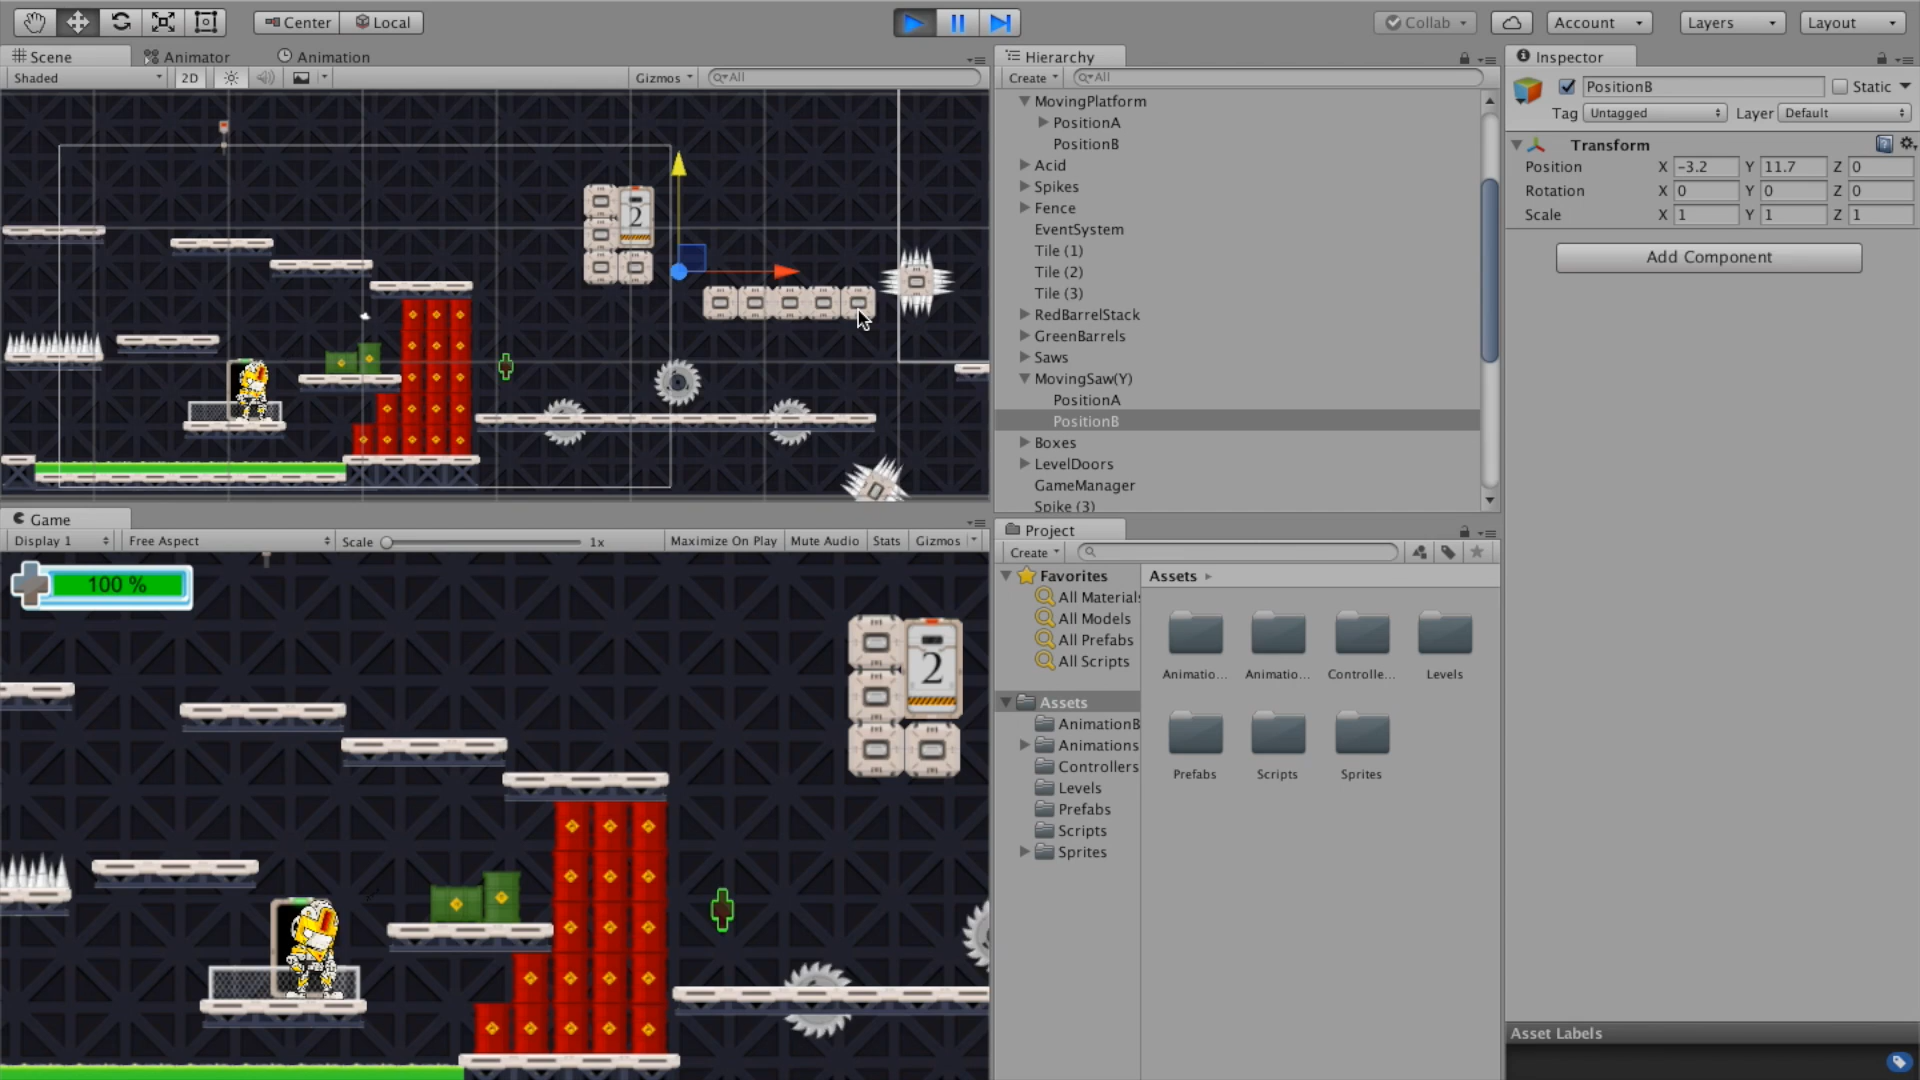 Center Local
Collab Account Layers Layout
Scene Animator Animation
Shaded 2D Gizmos All
2
Game
Display 1 Free Aspect Scale 1x Maximize On Play Mute Audio Stats Gizmos
100 %
2
Hierarchy
Create All
MovingPlatform
PositionA
PositionB
Acid
Spikes
Fence
EventSystem
Tile (1)
Tile (2)
Tile (3)
RedBarrelStack
GreenBarrels
Saws
MovingSaw(Y)
PositionA
PositionB
Boxes
LevelDoors
GameManager
Spike (3)
Project
Create
Favorites
All Materials
All Models
All Prefabs
All Scripts
Assets
AnimationB
Animations
Controllers
Levels
Prefabs
Scripts
Sprites
Assets
Animatio... Animatio... Controlle... Levels
Prefabs Scripts Sprites
Inspector
PositionB Static
Tag Untagged Layer Default
Transform
Position X -3.2 Y 11.7 Z 0
Rotation X 0 Y 0 Z 0
Scale X 1 Y 1 Z 1
Add Component
Asset Labels